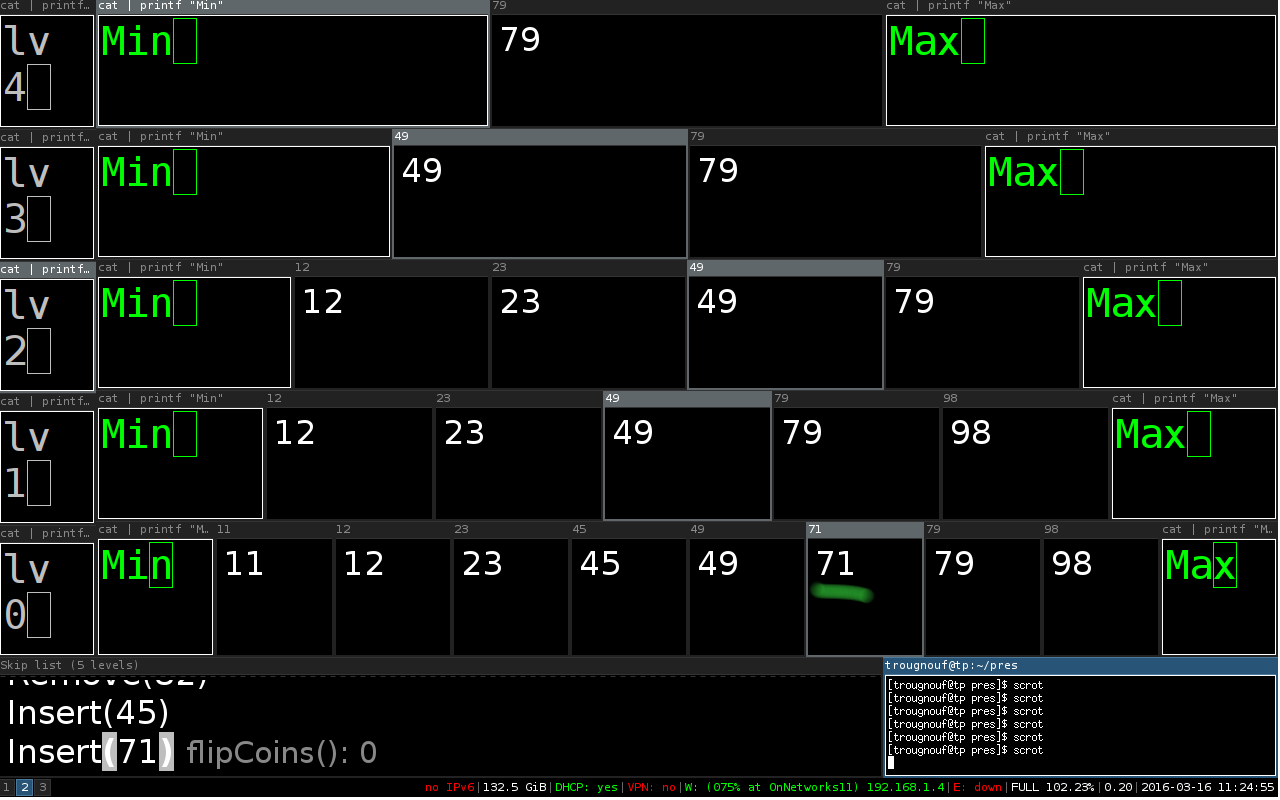 cat | printf… cat | printf "Min" 79 cat | printf "Max"
lv Min 79 Max
4
cat | printf… cat | printf "Min" 49 79 cat | printf "Max"
lv Min 49 79 Max
3
cat | printf… cat | printf "Min" 12 23 49 79 cat | printf "Max"
lv Min 12 23 49 79 Max
2
cat | printf… cat | printf "Min" 12 23 49 79 98 cat | printf "Max"
lv Min 12 23 49 79 98 Max
1
cat | printf… cat | printf "M… 11 12 23 45 49 71 79 98 cat | printf "M…
lv Min 11 12 23 45 49 71 79 98 Max
0
Skip list (5 levels)
Insert(45)
Insert(71) flipCoins(): 0
trougnouf@tp:~/pres
[trougnouf@tp pres]$ scrot
[trougnouf@tp pres]$ scrot
[trougnouf@tp pres]$ scrot
[trougnouf@tp pres]$ scrot
[trougnouf@tp pres]$ scrot
[trougnouf@tp pres]$ scrot
1 2 3 no IPv6|132.5 GiB|DHCP: yes|VPN: no|W: (075% at OnNetworks11) 192.168.1.4|E: down|FULL 102.23%|0.20|2016-03-16 11:24:55